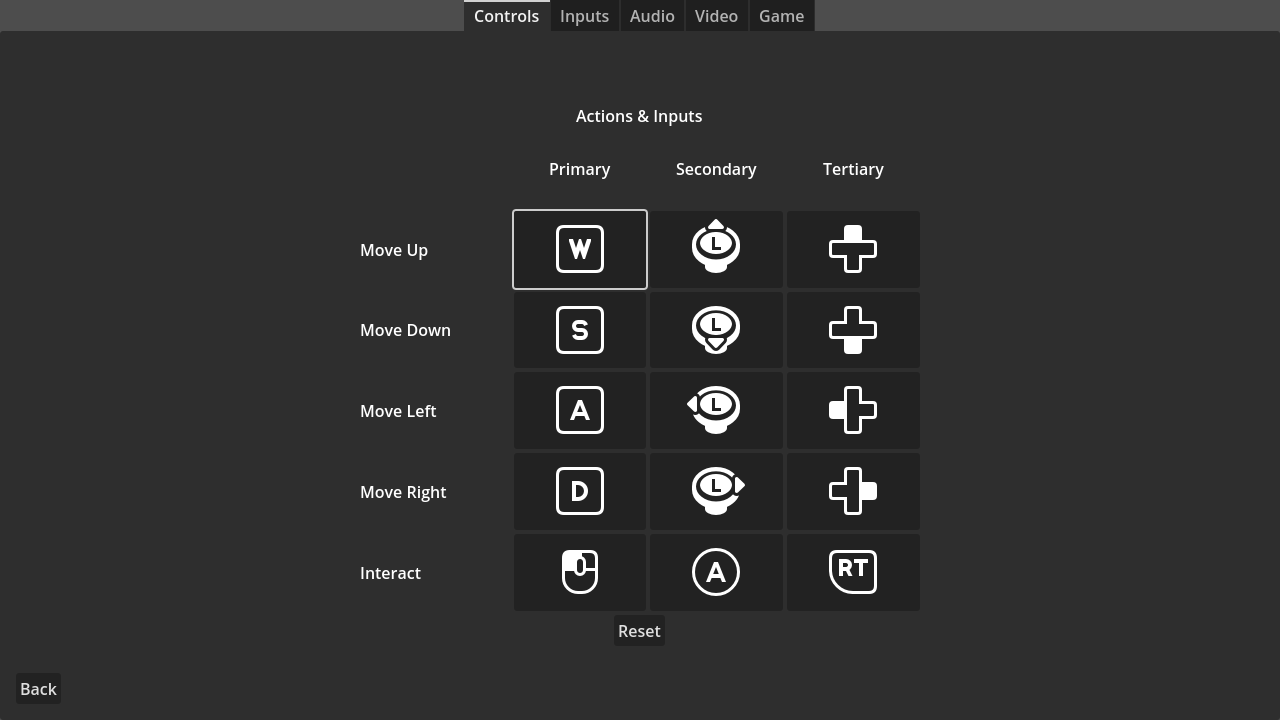 Controls Inputs Audio Video Game
Actions & Inputs
Primary Secondary Tertiary
Move Up W L
Move Down S L
Move Left A L
Move Right D L
Interact A RT
Reset
Back